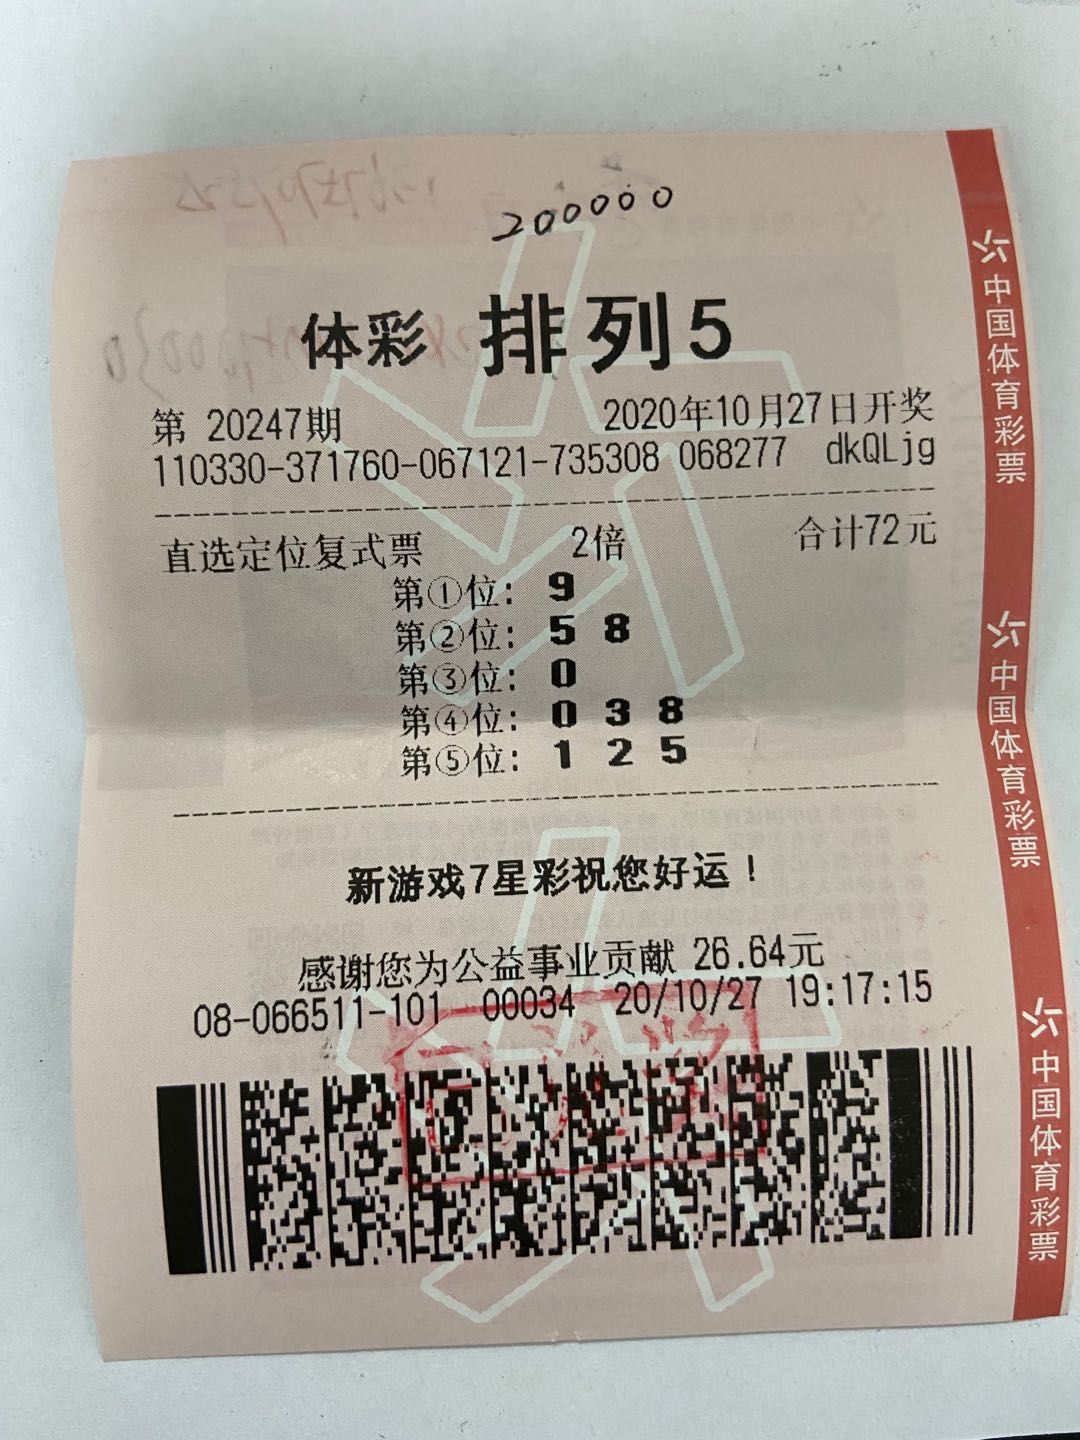 200000
体彩 排列5
第 20247期 2020年10月27日开奖
110330-371760-067121-735308 068277 dkQLjg
直选定位复式票 2倍 合计72元
第①位: 9
第②位: 5 8
第③位: 0
第④位: 0 3 8
第⑤位: 1 2 5
新游戏7星彩祝您好运!
感谢您为公益事业贡献 26.64元
08-066511-101 00034 20/10/27 19:17:15
中国体育彩票
中国体育彩票
中国体育彩票